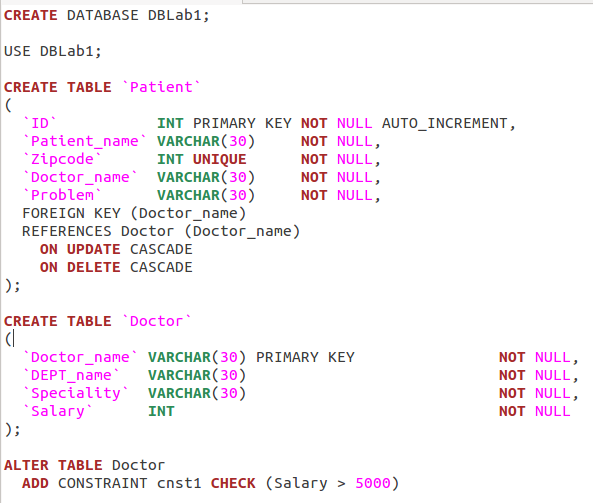 CREATE DATABASE DBLab1;
USE DBLab1;
CREATE TABLE `Patient`
(
`ID` INT PRIMARY KEY NOT NULL AUTO_INCREMENT,
`Patient_name` VARCHAR(30) NOT NULL,
`Zipcode` INT UNIQUE NOT NULL,
`Doctor_name` VARCHAR(30) NOT NULL,
`Problem` VARCHAR(30) NOT NULL,
FOREIGN KEY (Doctor_name)
REFERENCES Doctor (Doctor_name)
ON UPDATE CASCADE
ON DELETE CASCADE
);
CREATE TABLE `Doctor`
(
`Doctor_name` VARCHAR(30) PRIMARY KEY NOT NULL,
`DEPT_name` VARCHAR(30) NOT NULL,
`Speciality` VARCHAR(30) NOT NULL,
`Salary` INT NOT NULL
);
ALTER TABLE Doctor
ADD CONSTRAINT cnst1 CHECK (Salary > 5000)